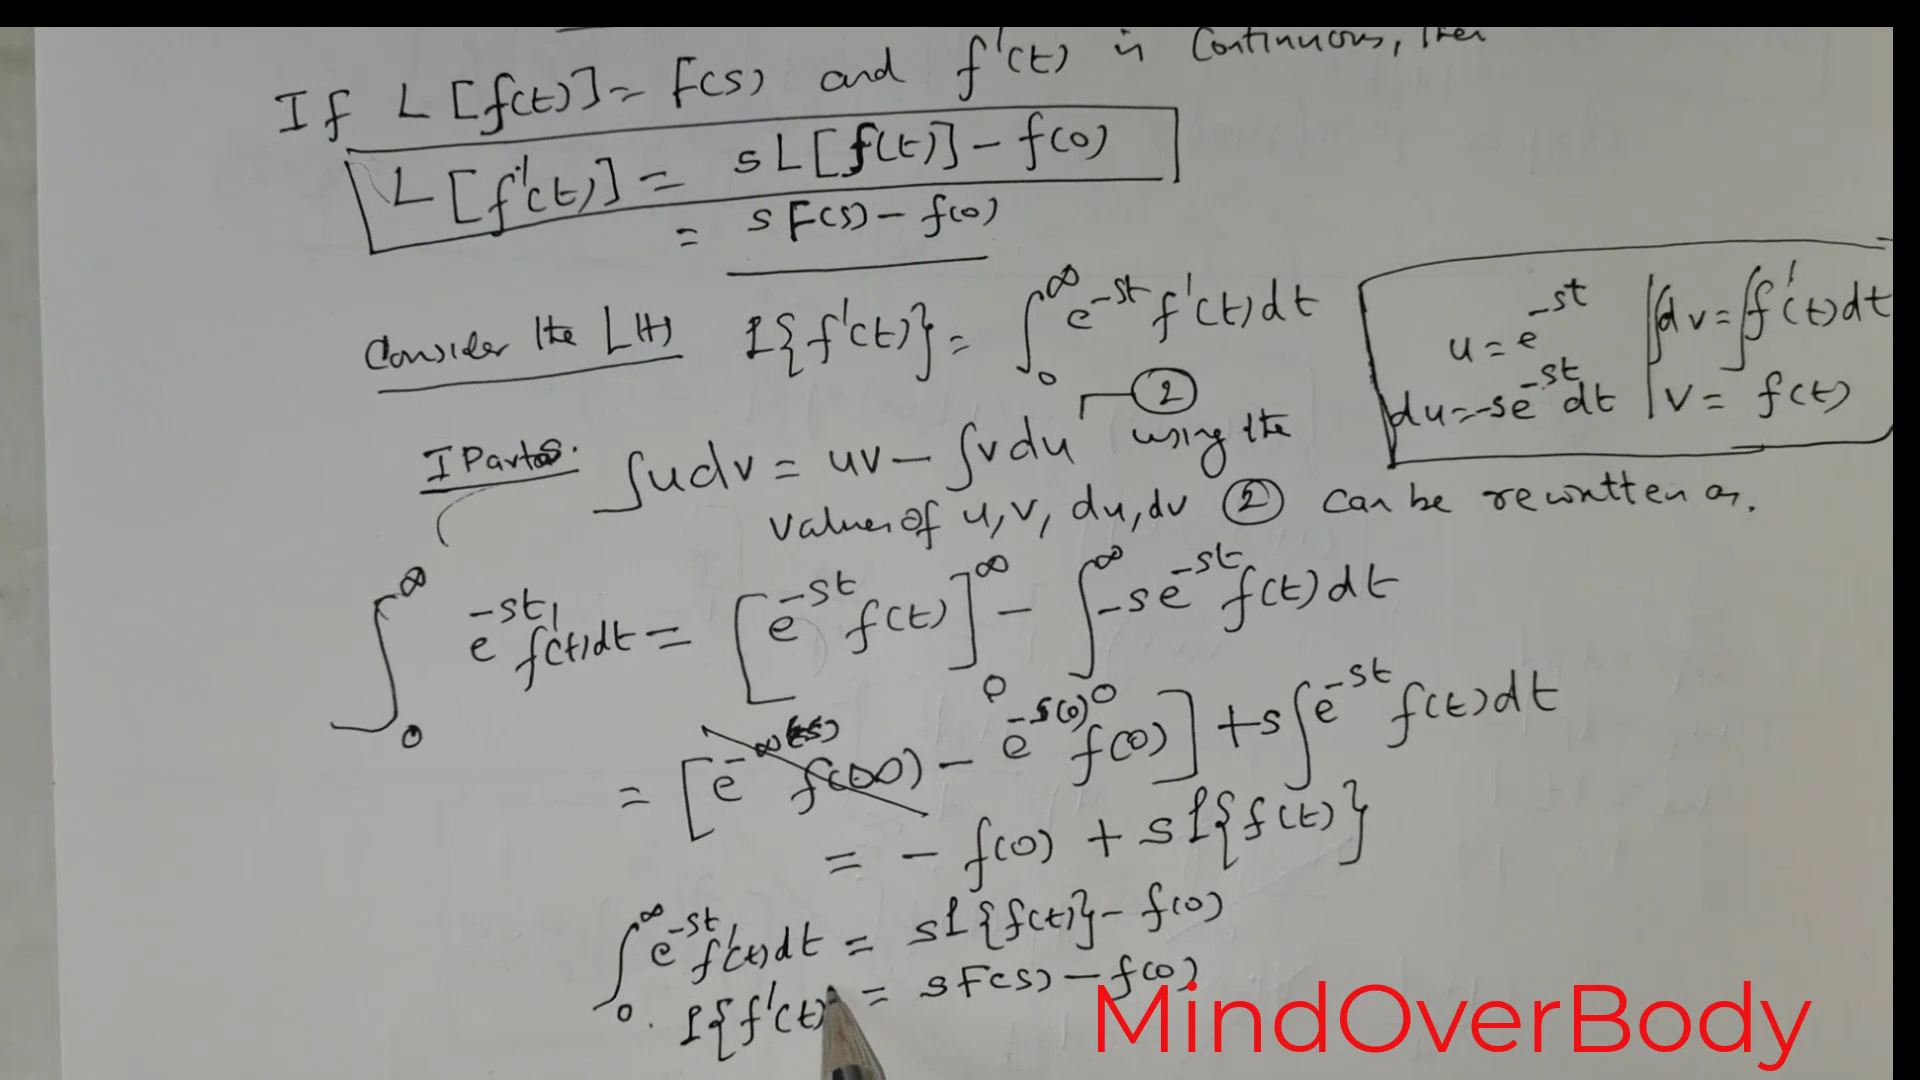 If L[f(t)] = F(s) and f'(t) is Continuous, then
L[f'(t)] = sL[f(t)] - f(0)
= sF(s) - f(0)
Consider the LHS L{f'(t)} = ∫₀^∞ e^-st f'(t)dt
②
u = e^-st | ∫dv = ∫f'(t)dt
du = -se^-st dt | v = f(t)
I Parts. ∫udv = uv - ∫vdu using the
values of u, v, du, dv ② can be rewritten as.
∫₀^∞ e^-st f'(t)dt = [e^-st f(t)]₀^∞ - ∫₀^∞ -se^-st f(t)dt
= [e^-∞(s) f(∞) - e^-s(0) f(0)] + s∫e^-st f(t)dt
= - f(0) + sL{f(t)}
∫₀^∞ e^-st f'(t)dt = sL{f(t)} - f(0)
L{f'(t) = sF(s) - f(0)
MindOverBody